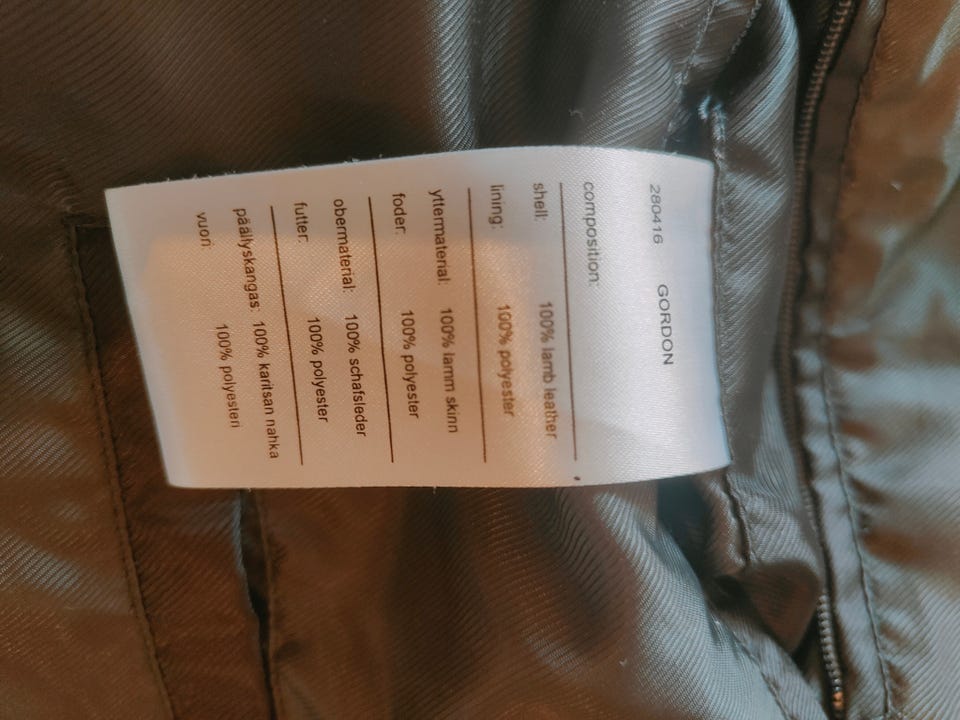 280416 GORDON
composition:
shell: 100% lamb leather
lining: 100% polyester
yttermaterial: 100% lamm skinn
foder: 100% polyester
obermaterial: 100% schafsleder
futter: 100% polyester
päällyskangas: 100% karitsan nahka
vuori: 100% polyesteri